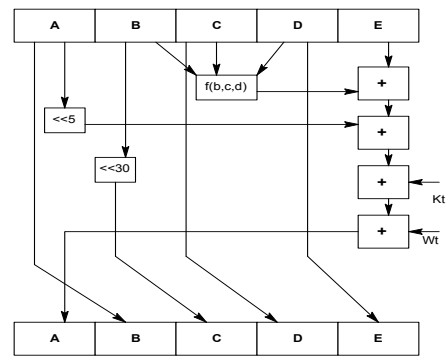 A B C D E
f(b,c,d)
+
<<5
+
<<30
+
Kt
+
Wt
A B C D E